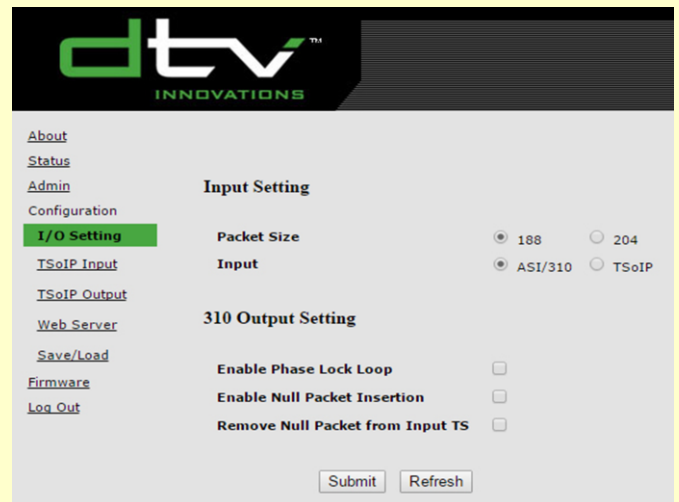 dtv™
INNOVATIONS
About
Status
Admin
Configuration
I/O Setting
TSoIP Input
TSoIP Output
Web Server
Save/Load
Firmware
Log Out
Input Setting
Packet Size 188 204
Input ASI/310 TSoIP
310 Output Setting
Enable Phase Lock Loop
Enable Null Packet Insertion
Remove Null Packet from Input TS
Submit Refresh